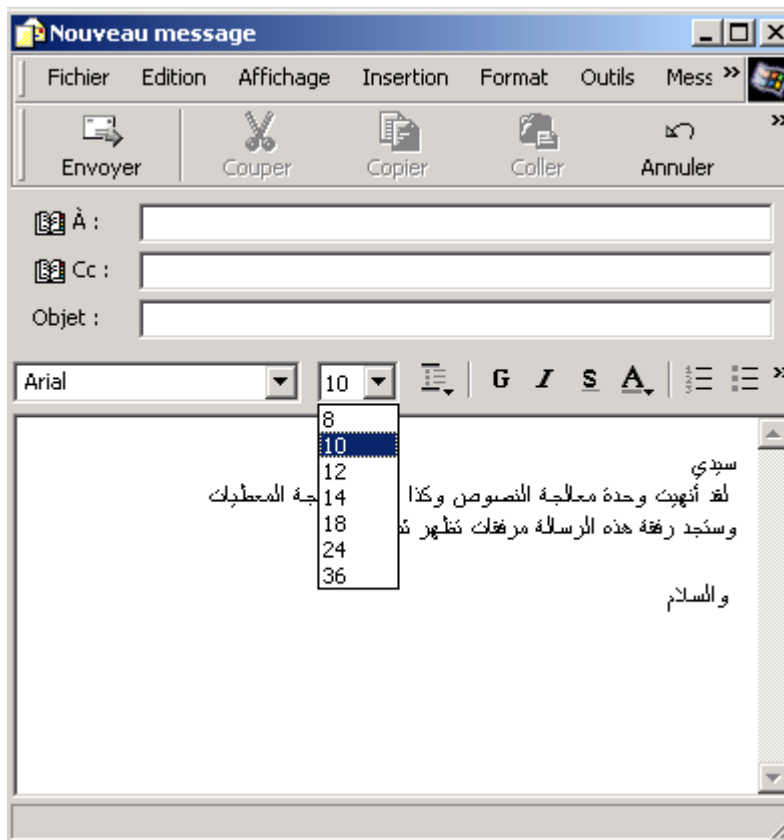 Nouveau message
Fichier Edition Affichage Insertion Format Outils Mess »
Envoyer Couper Copier Coller Annuler »
À :
Cc :
Objet :
Arial 10 G I S A »
8
10
12
14
18
24
36
سيدي
لقد أنهيت وحدة معالجة النصوص وكذا جة المعطيات
وستجد رفقة هذه الرسالة مرفقات تظهر
والسلام